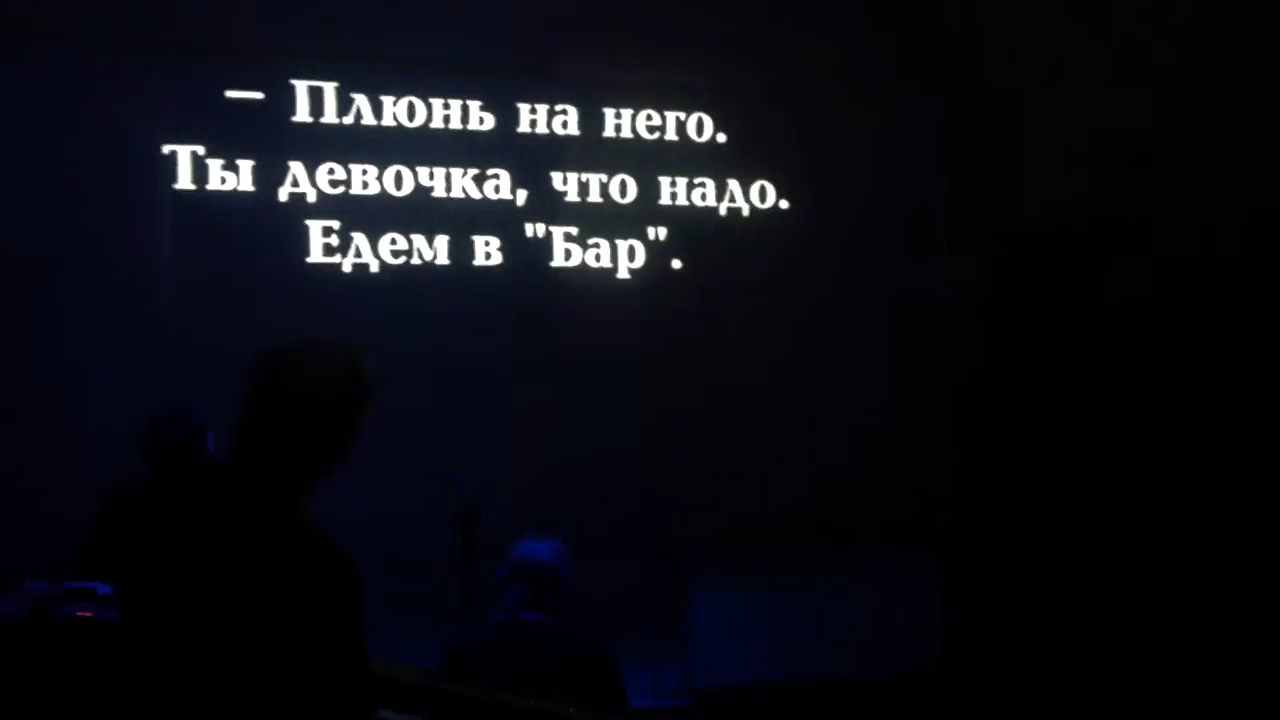 — Плюнь на него.
Ты девочка, что надо.
Едем в "Бар".